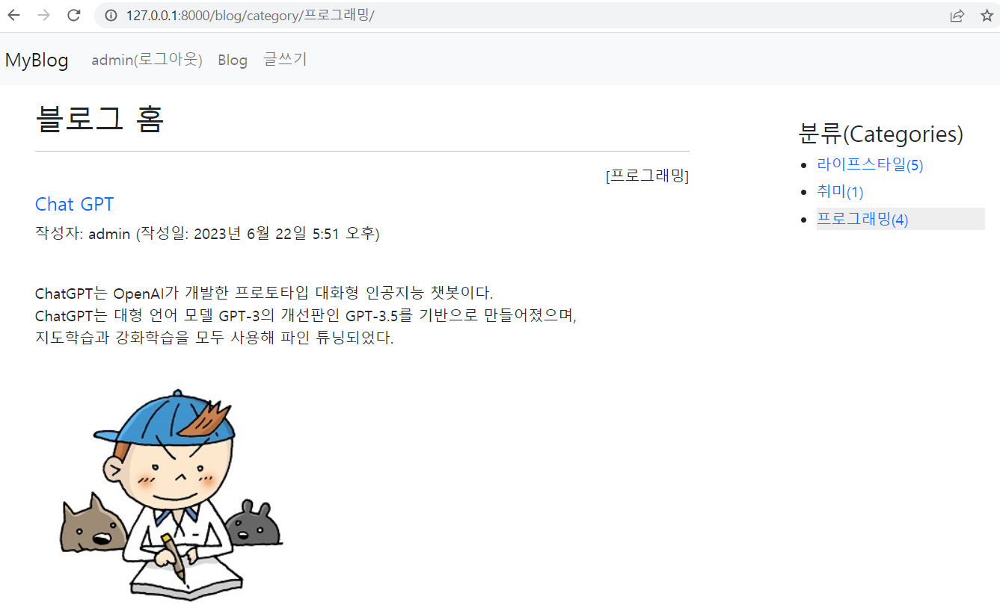 127.0.0.1:8000/blog/category/프로그래밍/
MyBlog admin(로그아웃) Blog 글쓰기
블로그 홈
[프로그래밍]
Chat GPT
작성자: admin (작성일: 2023년 6월 22일 5:51 오후)
ChatGPT는 OpenAI가 개발한 프로토타입 대화형 인공지능 챗봇이다.
ChatGPT는 대형 언어 모델 GPT-3의 개선판인 GPT-3.5를 기반으로 만들어졌으며,
지도학습과 강화학습을 모두 사용해 파인 튜닝되었다.
분류(Categories)
라이프스타일(5)
취미(1)
프로그래밍(4)